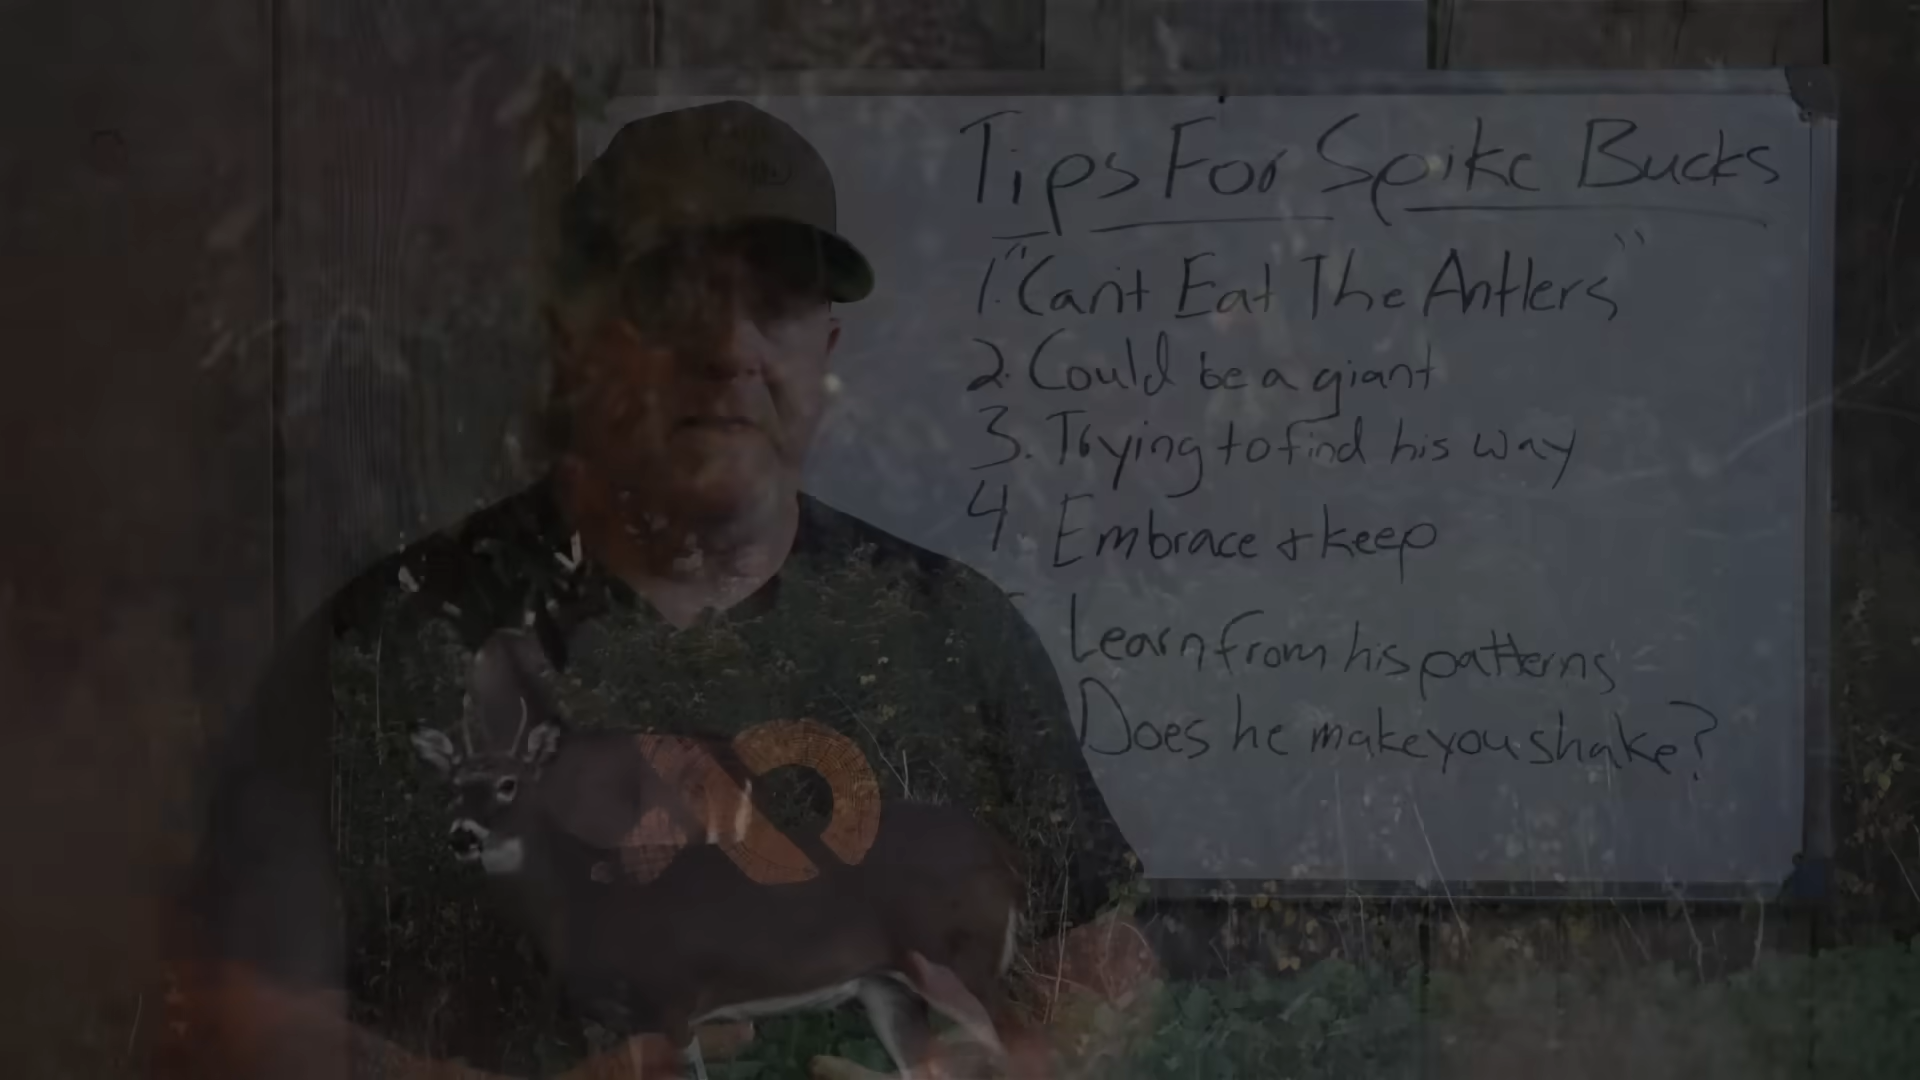 Tips For Spike Bucks
1. "Can't Eat The Antlers"
2. Could be a giant
3. Trying to find his way
4. Embrace + keep
Learn from his patterns
Does he make you shake?